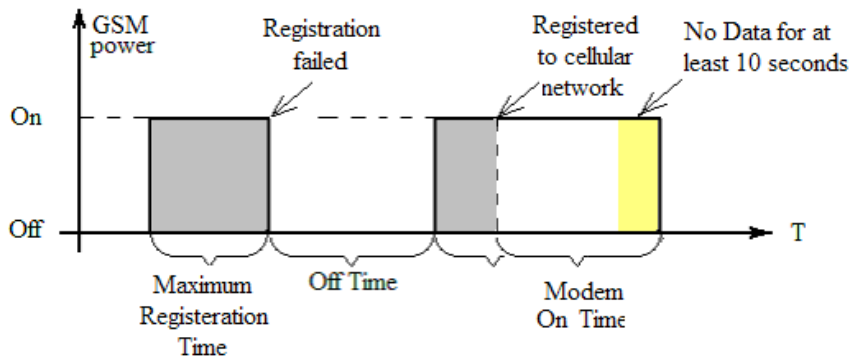 GSM
power
Registration
failed
Registered
to cellular
network
No Data for at
least 10 seconds
On
Off
T
Maximum
Registeration
Time
Off Time
Modem
On Time